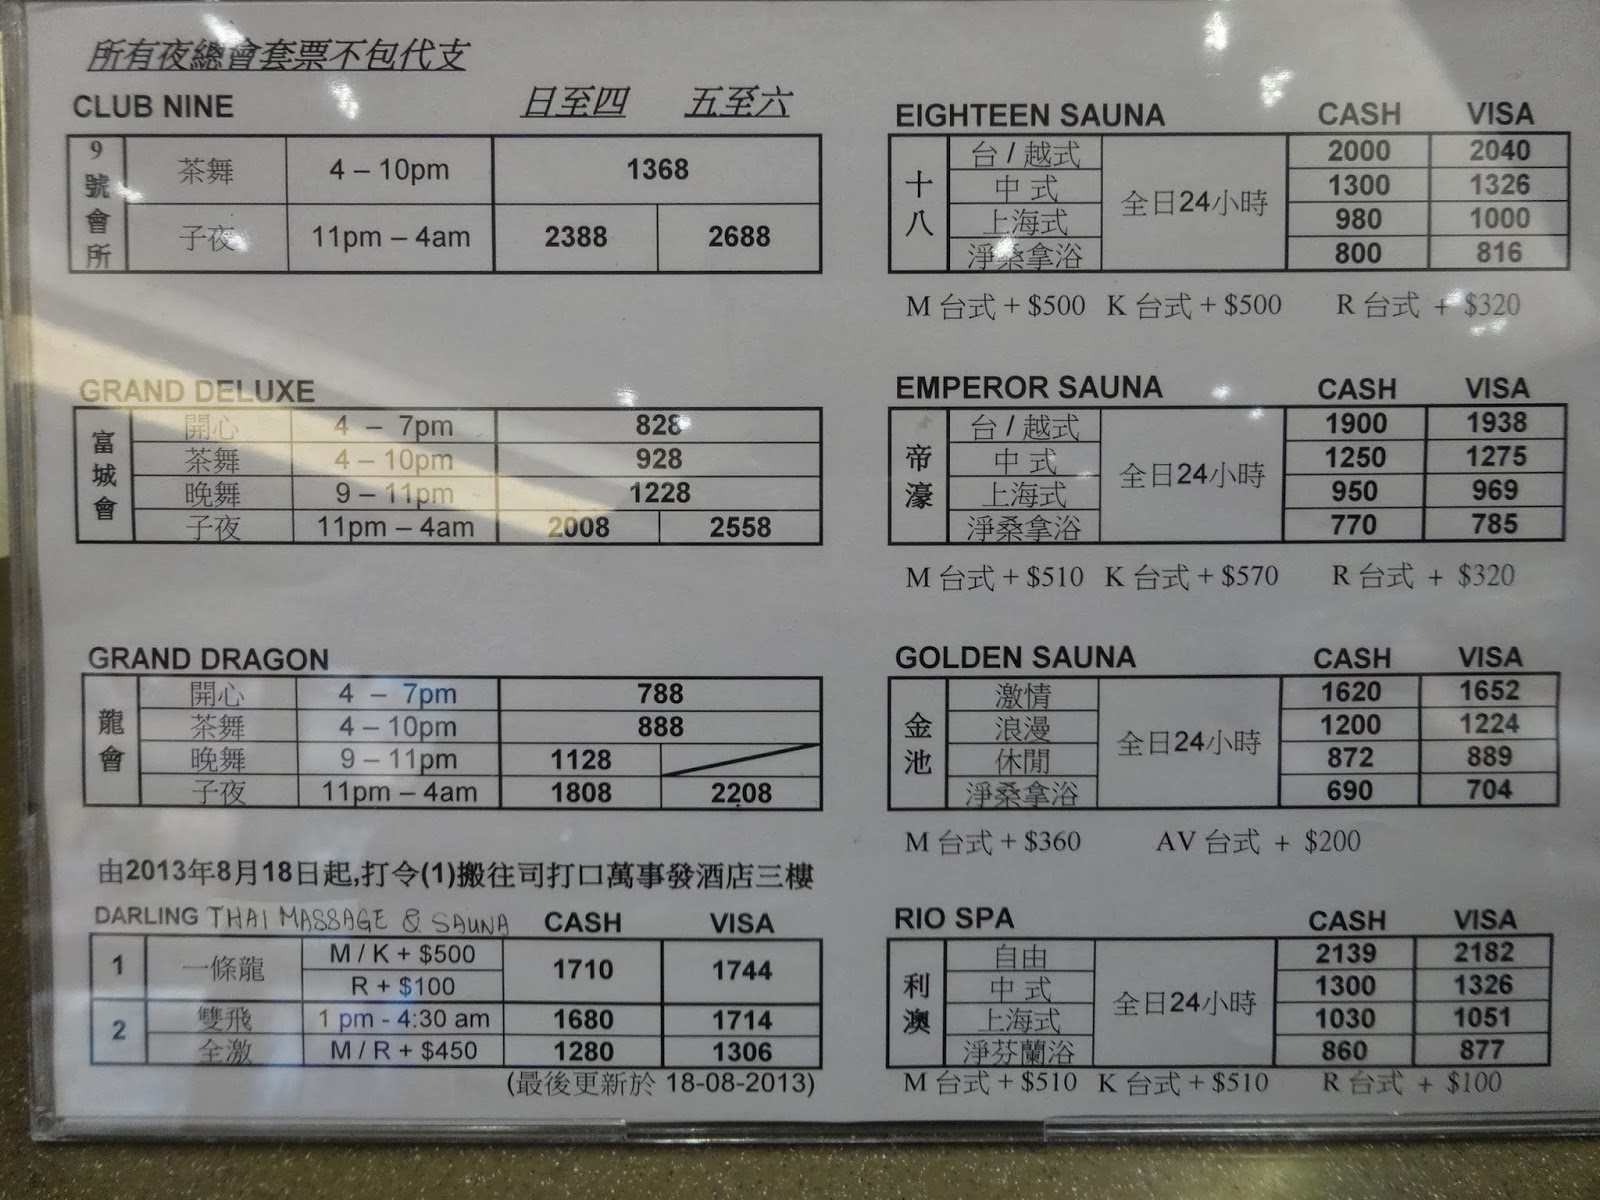 所有夜總會套票不包代支
CLUB NINE 日至四 五至六
9號會所 茶舞 4 – 10pm 1368
子夜 11pm – 4am 2388 2688
GRAND DELUXE
富城會 開心 4 – 7pm 828
茶舞 4 – 10pm 928
晚舞 9 – 11pm 1228
子夜 11pm – 4am 2008 2558
GRAND DRAGON
龍會 開心 4 – 7pm 788
茶舞 4 – 10pm 888
晚舞 9 – 11pm 1128
子夜 11pm – 4am 1808 2208
由2013年8月18日起,打令(1)搬往司打口萬事發酒店三樓
DARLING THAI MASSAGE & SAUNA CASH VISA
1 一條龍 M / K + $500 1710 1744
R + $100
2 雙飛 1 pm - 4:30 am 1680 1714
全激 M / R + $450 1280 1306
(最後更新於 18-08-2013)
EIGHTEEN SAUNA CASH VISA
十八 台 / 越式 全日24小時 2000 2040
中式 1300 1326
上海式 980 1000
淨桑拿浴 800 816
M 台式 + $500 K 台式 + $500 R 台式 + $320
EMPEROR SAUNA CASH VISA
帝濠 台 / 越式 全日24小時 1900 1938
中式 1250 1275
上海式 950 969
淨桑拿浴 770 785
M 台式 + $510 K 台式 + $570 R 台式 + $320
GOLDEN SAUNA CASH VISA
金池 激情 全日24小時 1620 1652
浪漫 1200 1224
休閒 872 889
淨桑拿浴 690 704
M 台式 + $360 AV 台式 + $200
RIO SPA CASH VISA
利澳 自由 全日24小時 2139 2182
中式 1300 1326
上海式 1030 1051
淨芬蘭浴 860 877
M 台式 + $510 K 台式 + $510 R 台式 + $100